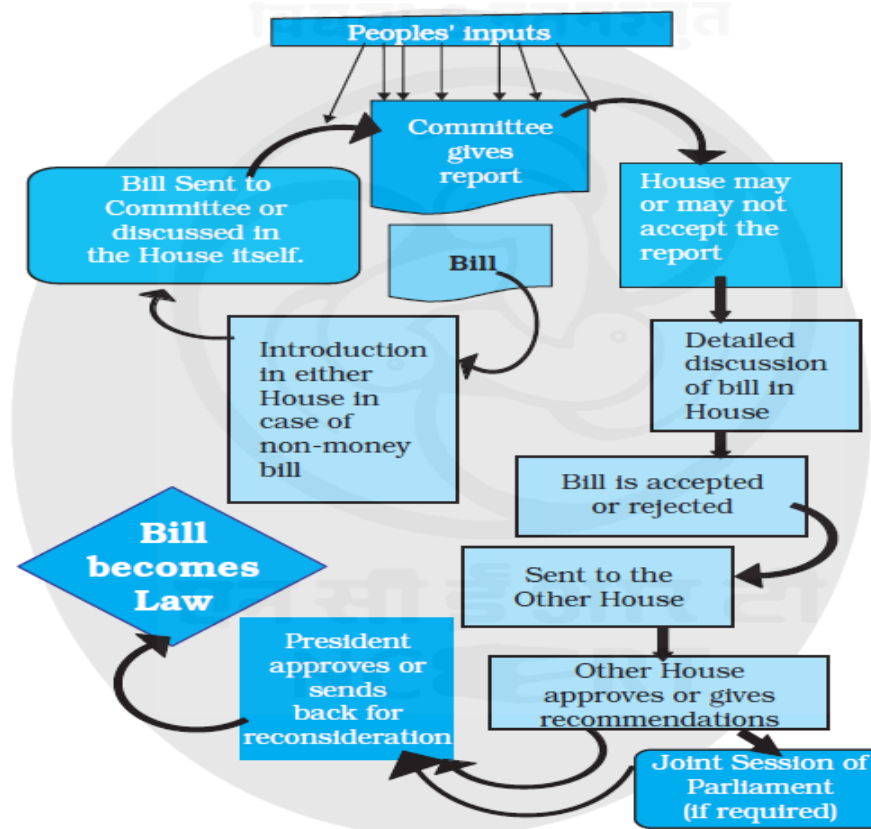 Peoples' inputs
Committee
gives
report
Bill Sent to
Committee or
discussed in
the House itself.
House may
or may not
accept the
report
Bill
Introduction
in either
House in
case of
non-money
bill
Detailed
discussion
of bill in
House
Bill is accepted
or rejected
Bill
becomes
Law
Sent to the
Other House
President
approves or
sends
back for
reconsideration
Other House
approves or gives
recommendations
Joint Session of
Parliament
(if required)